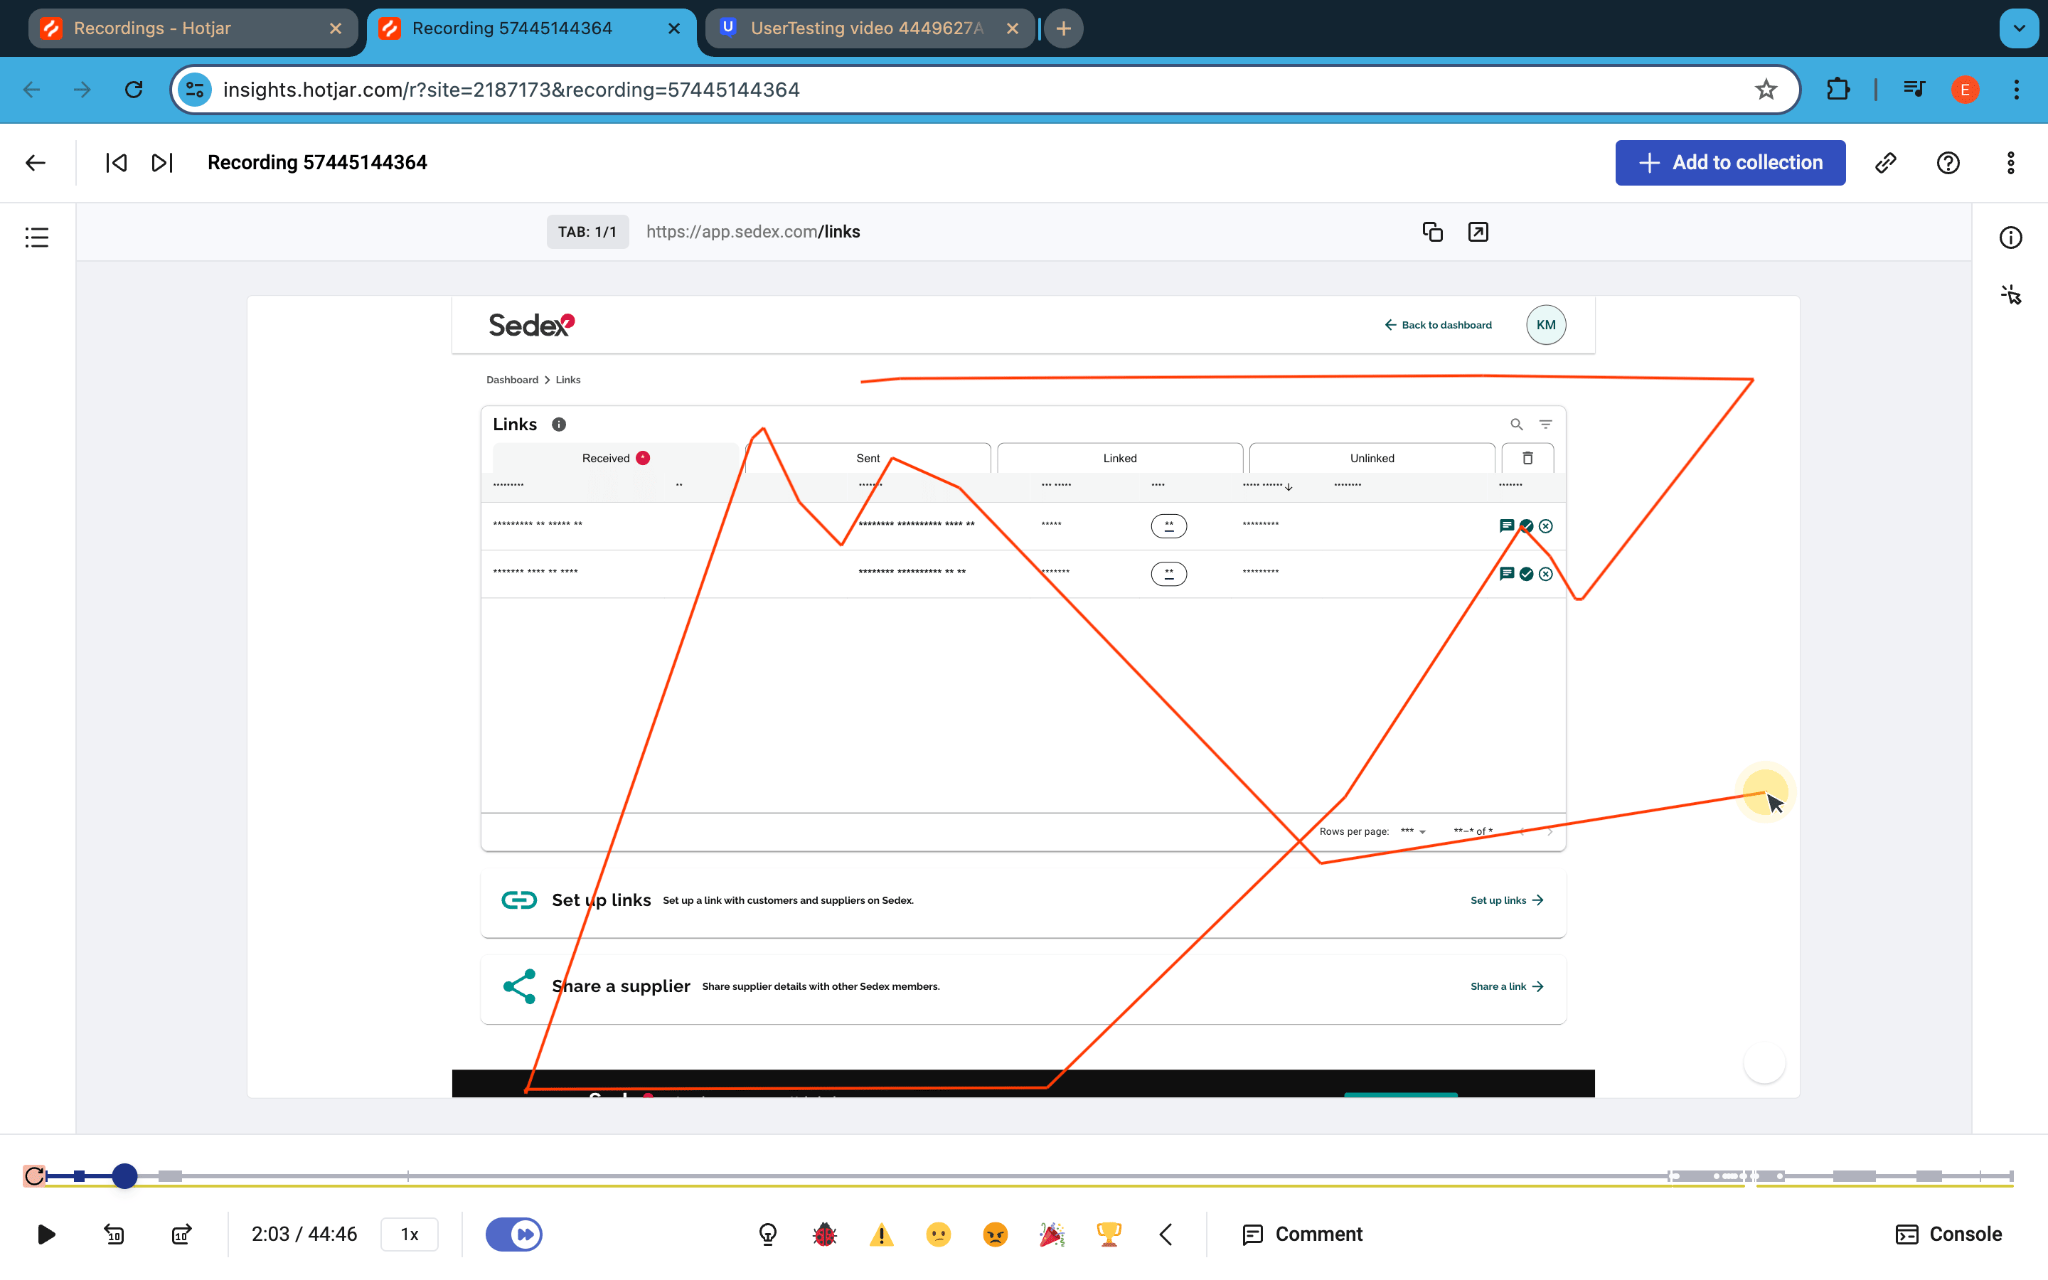 Recordings - Hotjar
Recording 57445144364
UserTesting video 4449627A
insights.hotjar.com/r?site=2187173&recording=57445144364
E
Recording 57445144364
Add to collection
TAB: 1/1
https://app.sedex.com/links
Sedex
Back to dashboard
KM
Dashboard > Links
Links
Received *
Sent
Linked
Unlinked
********* ** ******* *** ***** **** ***** ****** ******** *******
********* ** ***** ** ******** ********** **** ** ***** ** *********
******* **** ** **** ******** ********** ** ** ******* ** *********
Rows per page: *** **-* of *
Set up links Set up a link with customers and suppliers on Sedex. Set up links
Share a supplier Share supplier details with other Sedex members. Share a link
2:03 / 44:46
1x
Comment
Console